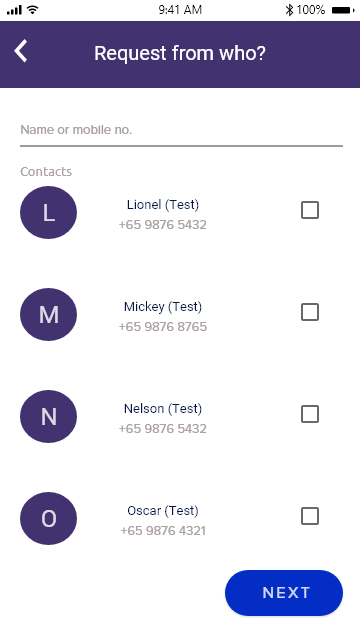 9:41 AM
100%
Request from who?
Name or mobile no.
Contacts
L
Lionel (Test)
+65 9876 5432
M
Mickey (Test)
+65 9876 8765
N
Nelson (Test)
+65 9876 5432
O
Oscar (Test)
+65 9876 4321
NEXT